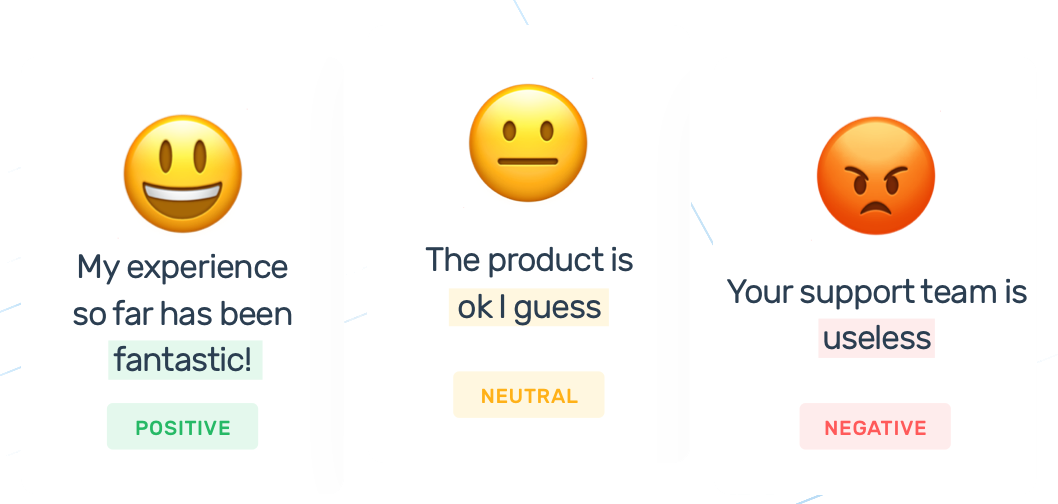 My experience
so far has been
fantastic!
POSITIVE
The product is
ok I guess
NEUTRAL
Your support team is
useless
NEGATIVE